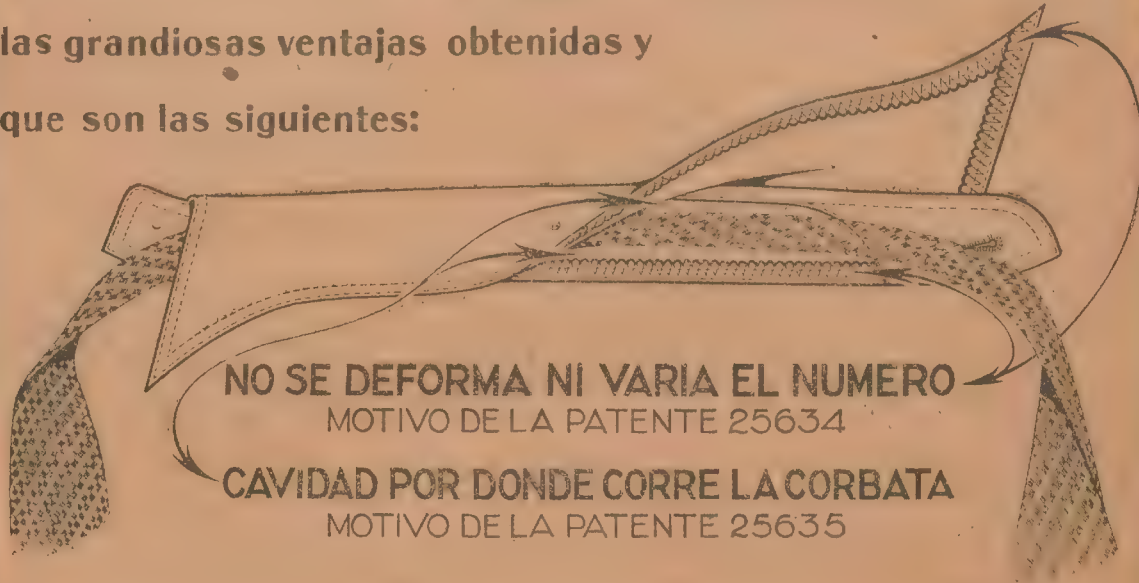 las grandiosas ventajas obtenidas y
que son las siguientes:
NO SE DEFORMA NI VARIA EL NUMERO
MOTIVO DE LA PATENTE 25634
CAVIDAD POR DONDE CORRE LA CORBATA
MOTIVO DE LA PATENTE 25635